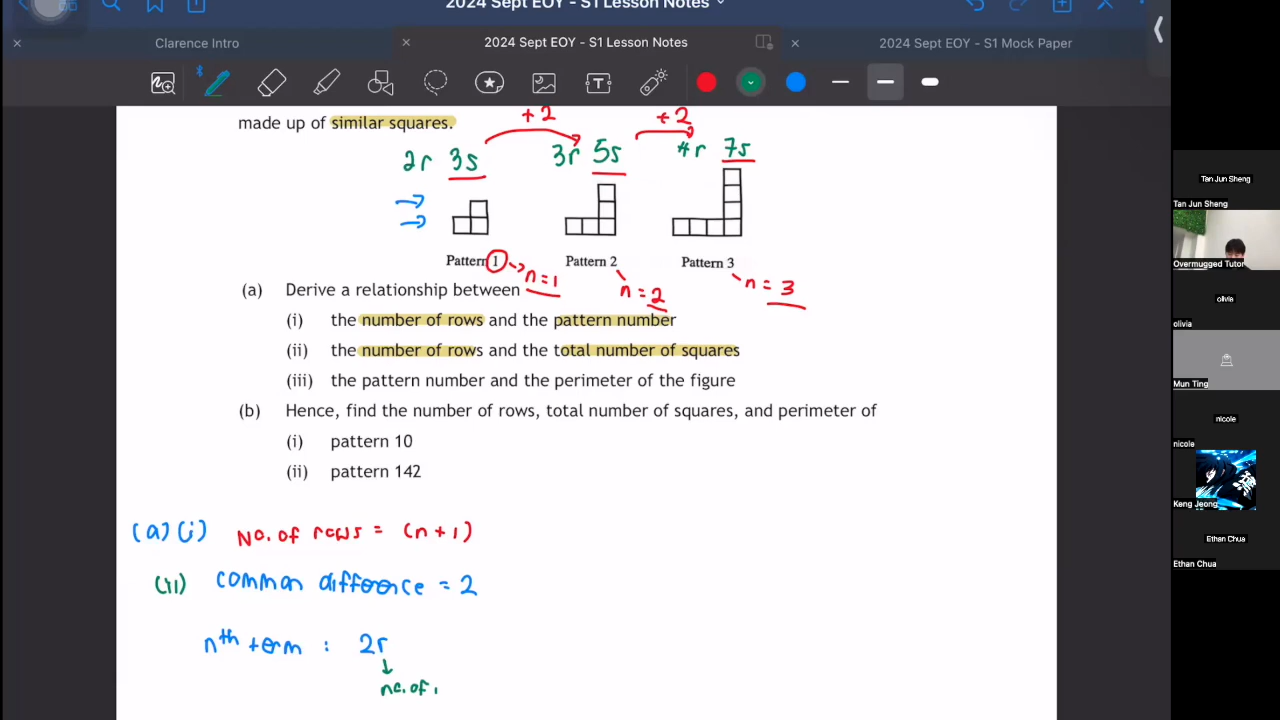 2024 Sept EOY - S1 Lesson Notes
Clarence Intro
2024 Sept EOY - S1 Lesson Notes
2024 Sept EOY - S1 Mock Paper
made up of similar squares.
+2 +2
2r 3s 3r 5s 4r 7s
Pattern 1 Pattern 2 Pattern 3
n=1 n = 2 n = 3
(a) Derive a relationship between
(i) the number of rows and the pattern number
(ii) the number of rows and the total number of squares
(iii) the pattern number and the perimeter of the figure
(b) Hence, find the number of rows, total number of squares, and perimeter of
(i) pattern 10
(ii) pattern 142
(a)(i) No. of rows = (n+1)
(ii) common difference = 2
nth term : 2r
no. of
Tan Jun Sheng
Tan Jun Sheng
Overmugged Tutor
olivia
olivia
Mun Ting
nicole
nicole
Keng Jeong
Ethan Chua
Ethan Chua